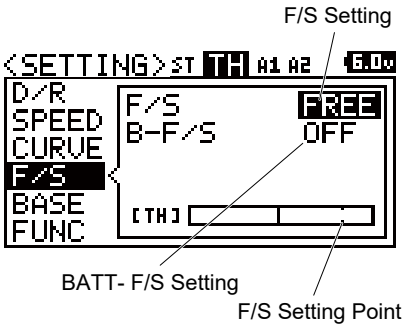 F/S Setting
<SETTING> ST TH A1 A2 6.0v
D/R
SPEED
CURVE
F/S <
BASE
FUNC
F/S FREE
B-F/S OFF
[TH]
BATT- F/S Setting
F/S Setting Point